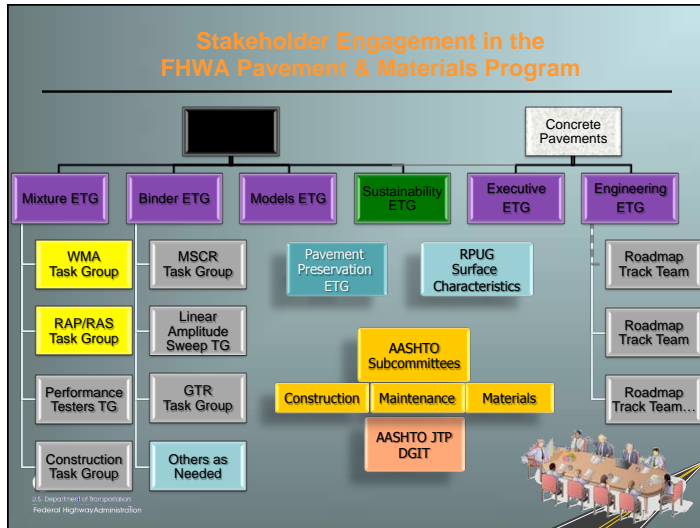 Stakeholder Engagement in the
FHWA Pavement & Materials Program
Concrete
Pavements
Mixture ETG
Binder ETG
Models ETG
Sustainability
ETG
Executive
ETG
Engineering
ETG
WMA
Task Group
RAP/RAS
Task Group
Performance
Testers TG
Construction
Task Group
MSCR
Task Group
Linear
Amplitude
Sweep TG
GTR
Task Group
Others as
Needed
Pavement
Preservation
ETG
RPUG
Surface
Characteristics
AASHTO
Subcommittees
Construction
Maintenance
Materials
AASHTO JTP
DGIT
Roadmap
Track Team
Roadmap
Track Team
Roadmap
Track Team…
U.S. Department of Transportation
Federal Highway Administration